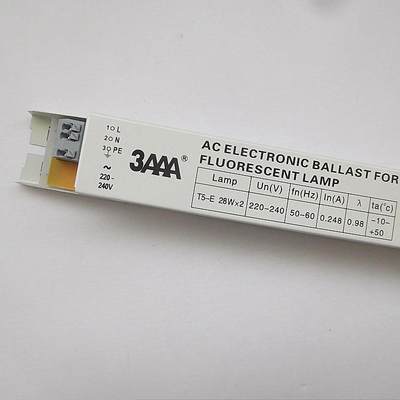 1○ L
2○ N
3○ PE
~
220-
240V
3AAA®
AC ELECTRONIC BALLAST FOR
FLUORESCENT LAMP
Lamp Un(V) fn(Hz) In(A) λ ta(°c)
T5-E 28W×2 220-240 50-60 0.248 0.98 -10-
+50